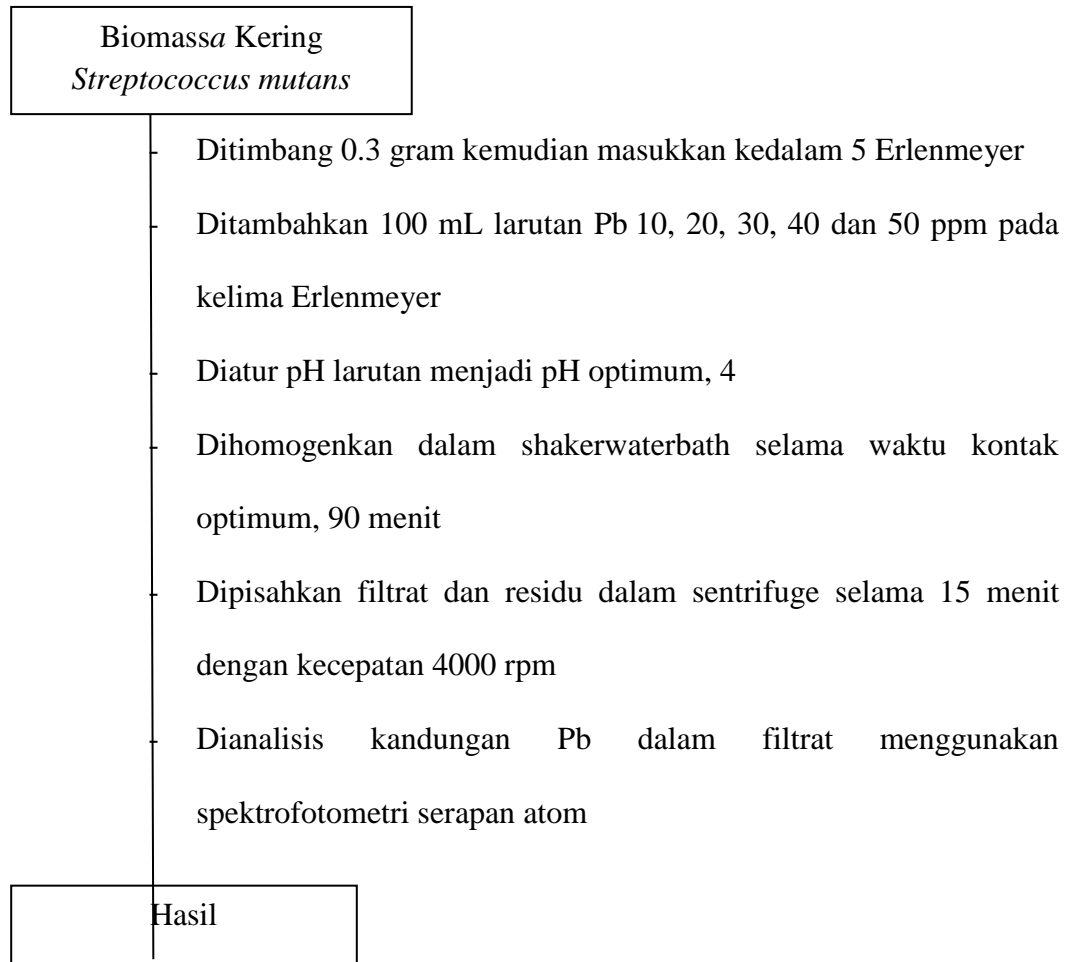 Biomassa Kering
Streptococcus mutans
- Ditimbang 0.3 gram kemudian masukkan kedalam 5 Erlenmeyer
- Ditambahkan 100 mL larutan Pb 10, 20, 30, 40 dan 50 ppm pada
kelima Erlenmeyer
- Diatur pH larutan menjadi pH optimum, 4
- Dihomogenkan dalam shakerwaterbath selama waktu kontak
optimum, 90 menit
- Dipisahkan filtrat dan residu dalam sentrifuge selama 15 menit
dengan kecepatan 4000 rpm
- Dianalisis kandungan Pb dalam filtrat menggunakan
spektrofotometri serapan atom
Hasil